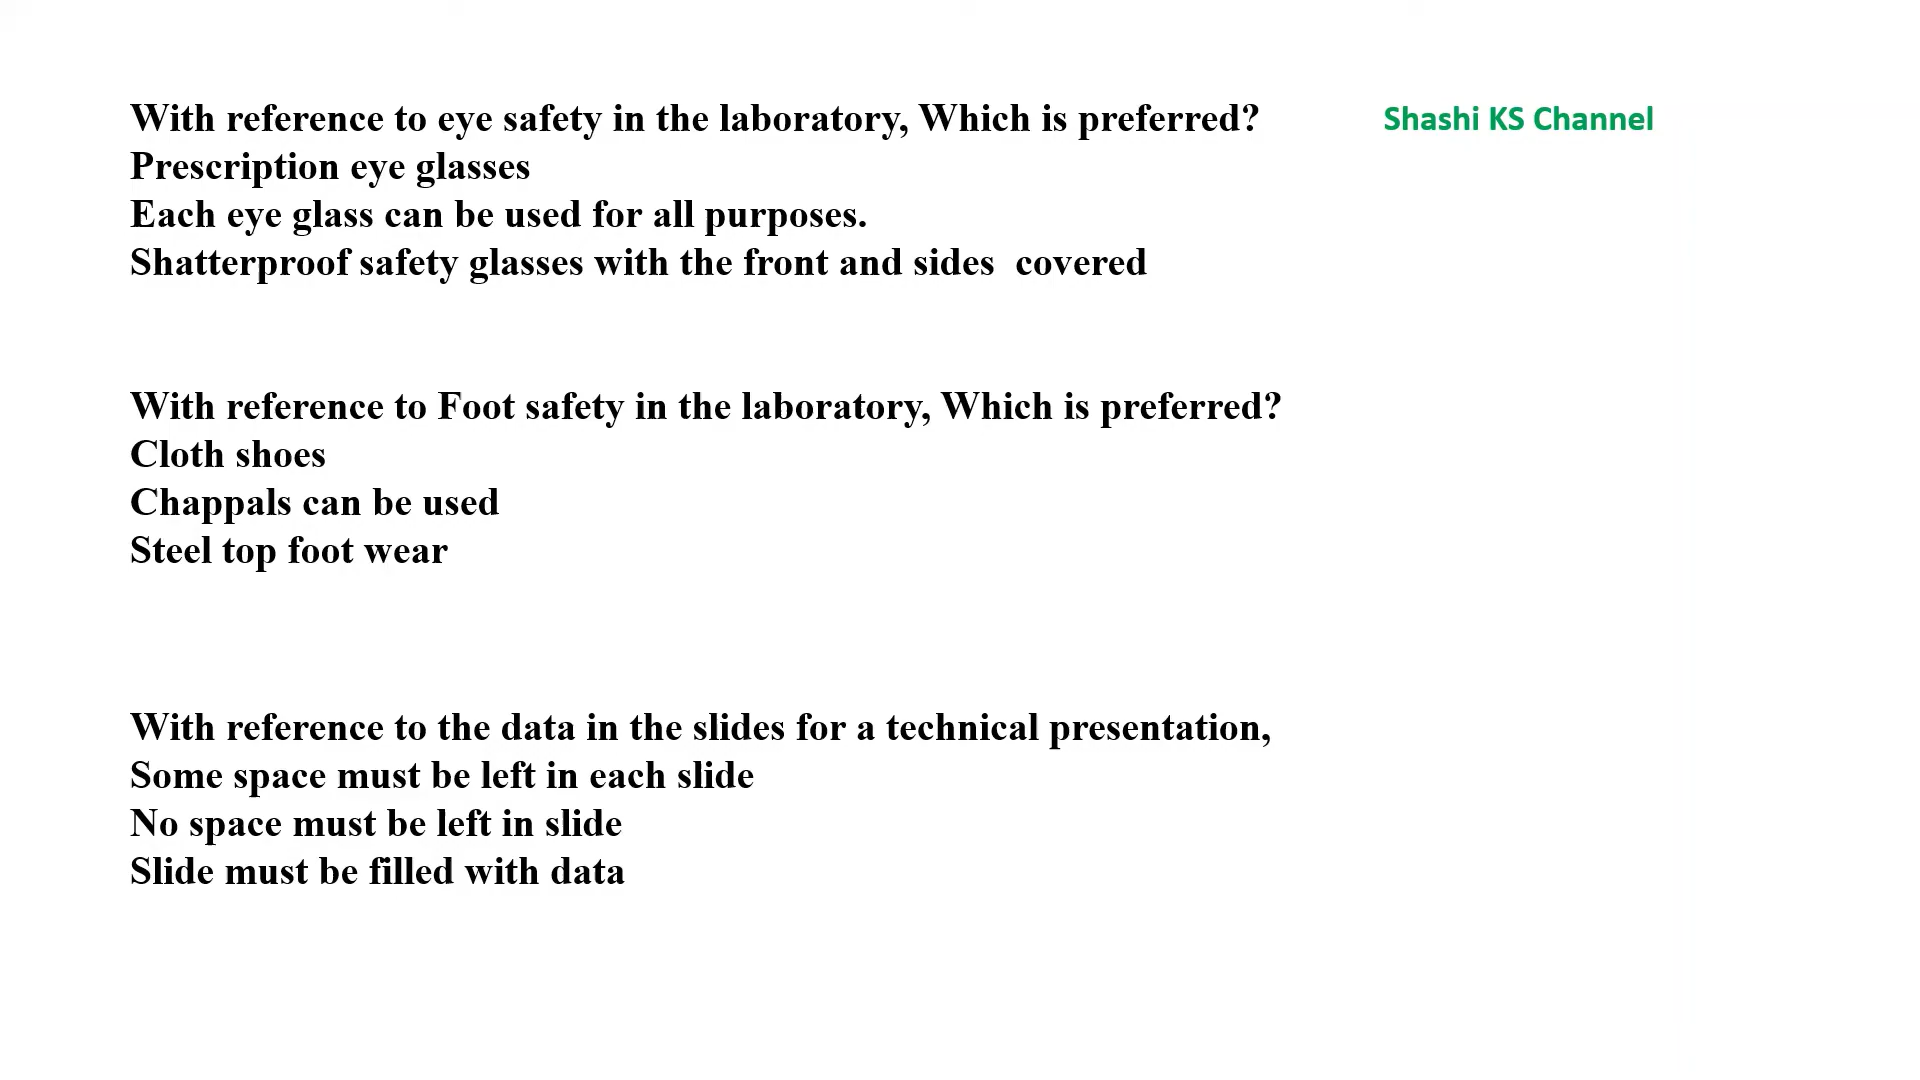 With reference to eye safety in the laboratory, Which is preferred?
Shashi KS Channel
Prescription eye glasses
Each eye glass can be used for all purposes.
Shatterproof safety glasses with the front and sides  covered
With reference to Foot safety in the laboratory, Which is preferred?
Cloth shoes
Chappals can be used
Steel top foot wear
With reference to the data in the slides for a technical presentation,
Some space must be left in each slide
No space must be left in slide
Slide must be filled with data